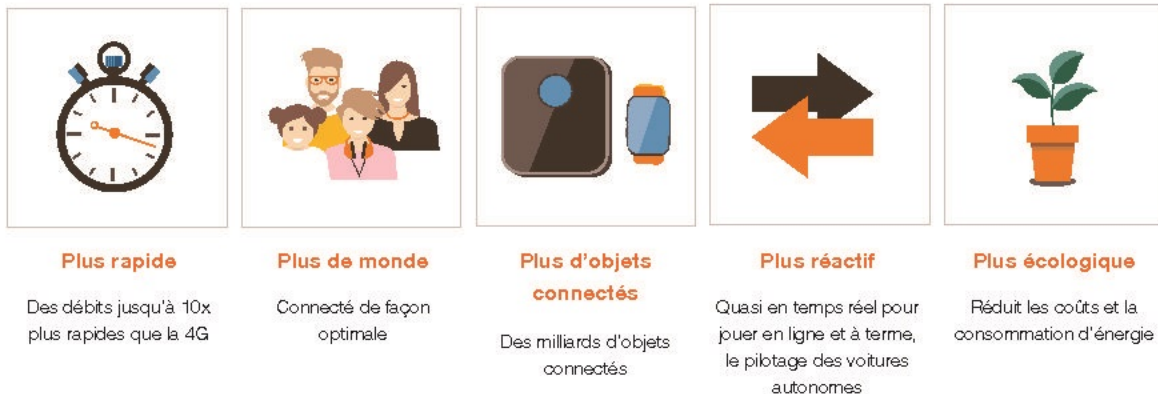 Plus rapide
Des débits jusqu'à 10x
plus rapides que la 4G
Plus de monde
Connecté de façon
optimale
Plus d'objets
connectés
Des milliards d'objets
connectés
Plus réactif
Quasi en temps réel pour
jouer en ligne et à terme,
le pilotage des voitures
autonomes
Plus écologique
Réduit les coûts et la
consommation d'énergie